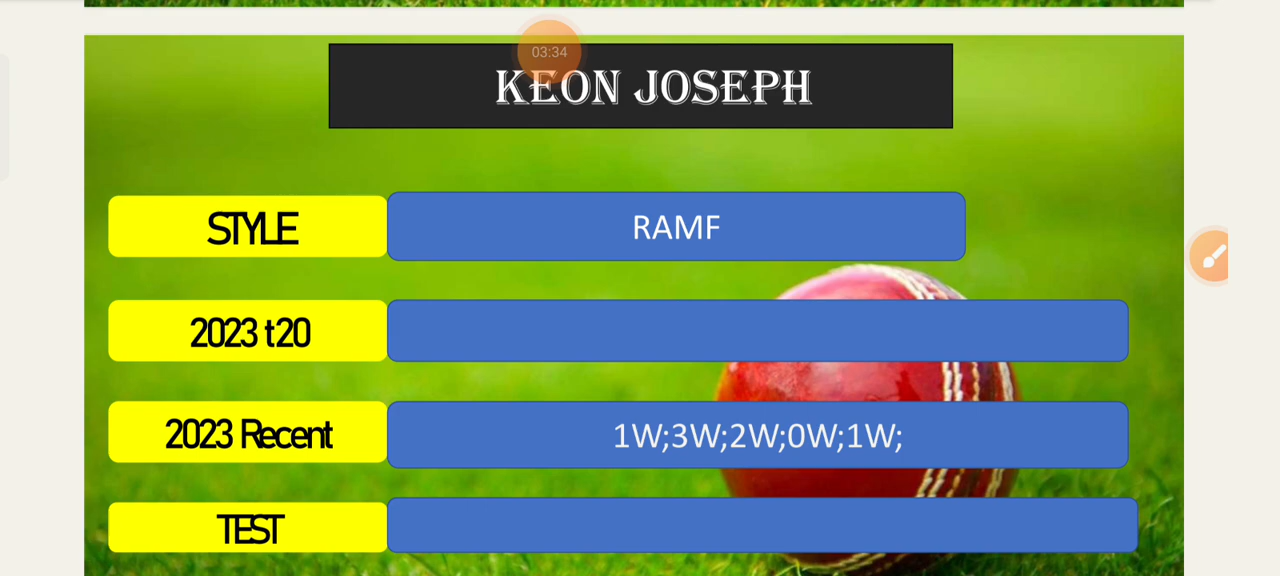 03:34
KEON JOSEPH
STYLE
RAMF
2023 t20
2023 Recent
1W;3W;2W;0W;1W;
TEST